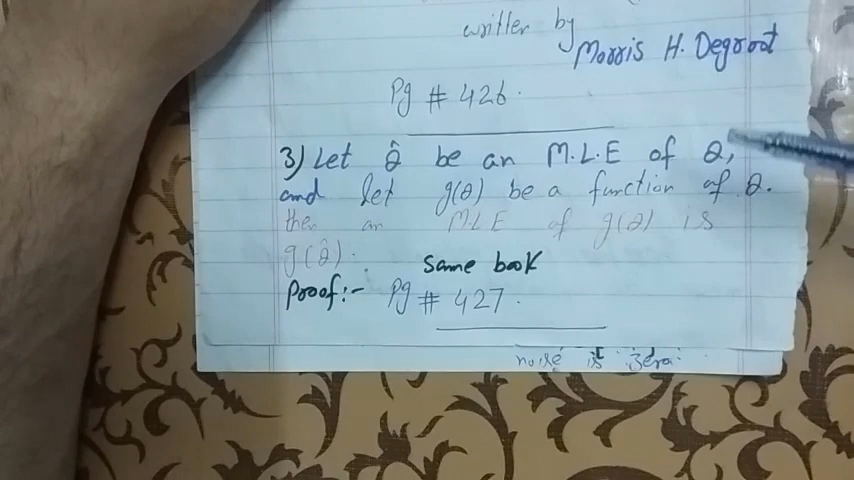 written by
Morris H. Degroot
Pg # 426.
3) Let θ̂ be an M.L.E of θ,
and let g(θ) be a function of θ.
then an MLE of g(θ) is
g(θ̂).
same book
Proof:- Pg # 427.
noise is zero.